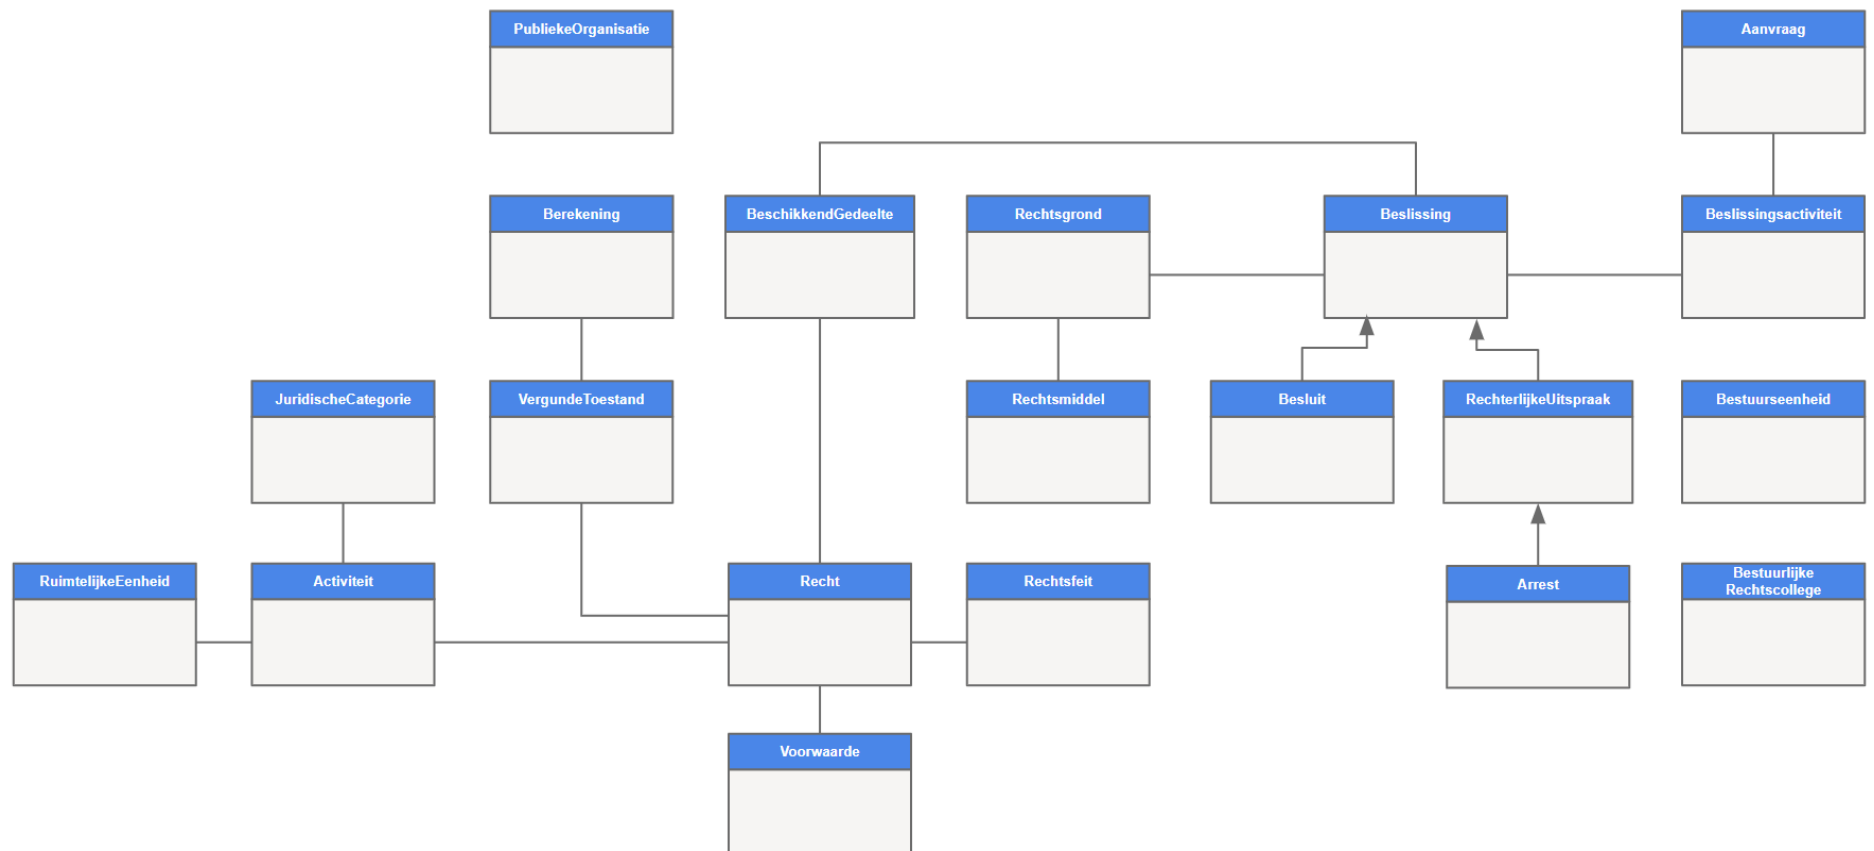 PubliekeOrganisatie
Aanvraag
Berekening
BeschikkendGedeelte
Rechtsgrond
Beslissing
Beslissingsactiviteit
JuridischeCategorie
VergundeToestand
Rechtsmiddel
Besluit
RechterlijkeUitspraak
Bestuurseenheid
RuimtelijkeEenheid
Activiteit
Recht
Rechtsfeit
Arrest
Bestuurlijke
Rechtscollege
Voorwaarde